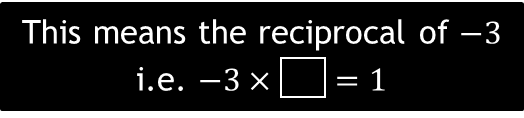 This means the reciprocal of −3
i.e. −3 × □ = 1